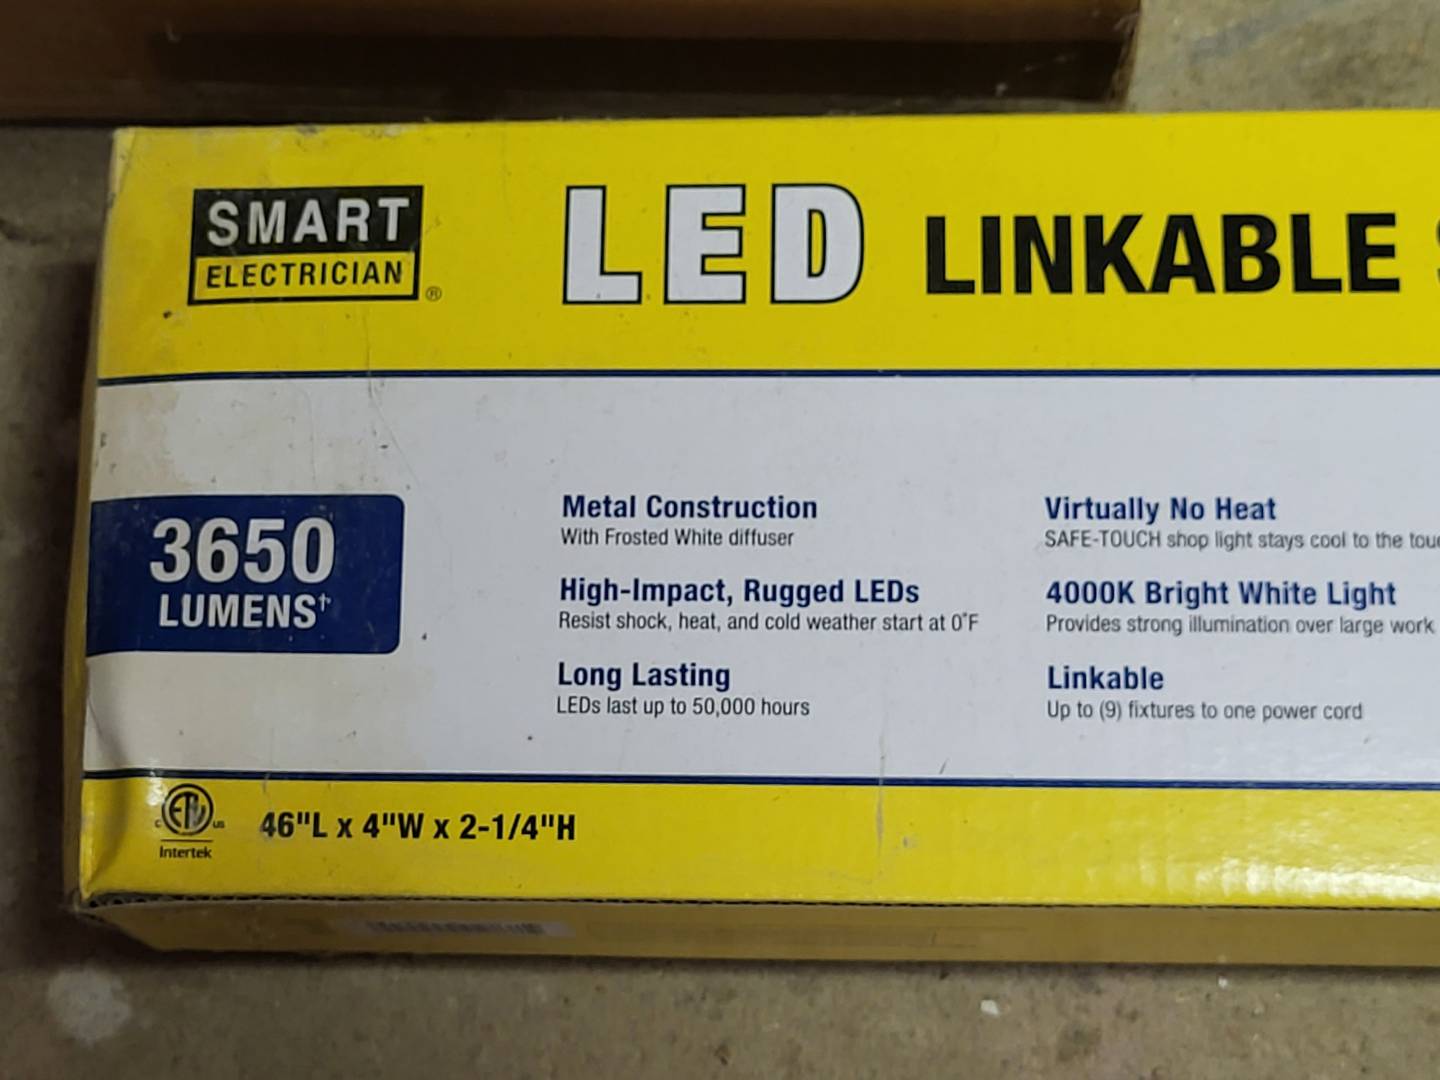 SMART
ELECTRICIAN®
LED LINKABLE
3650
LUMENS†
Metal Construction
With Frosted White diffuser
High-Impact, Rugged LEDs
Resist shock, heat, and cold weather start at 0°F
Long Lasting
LEDs last up to 50,000 hours
Virtually No Heat
SAFE-TOUCH shop light stays cool to the
4000K Bright White Light
Provides strong illumination over large work
Linkable
Up to (9) fixtures to one power cord
C ETL US
Intertek
46"L x 4"W x 2-1/4"H